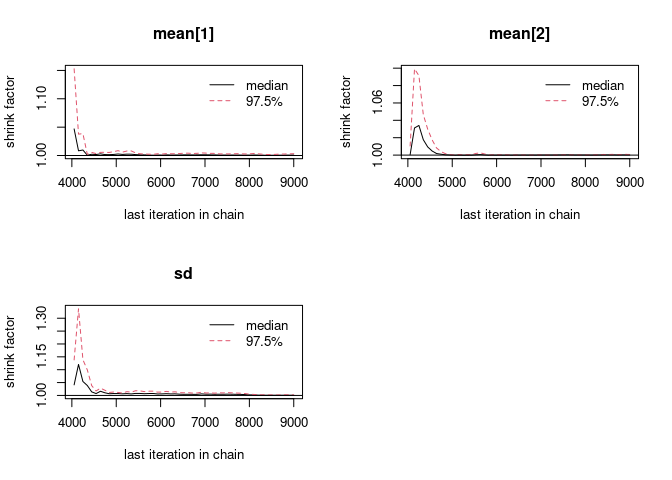 mean[1]
shrink factor
1.00
1.10
median
97.5%
4000 5000 6000 7000 8000 9000
last iteration in chain
mean[2]
shrink factor
1.00
1.06
median
97.5%
4000 5000 6000 7000 8000 9000
last iteration in chain
sd
shrink factor
1.00
1.15
1.30
median
97.5%
4000 5000 6000 7000 8000 9000
last iteration in chain